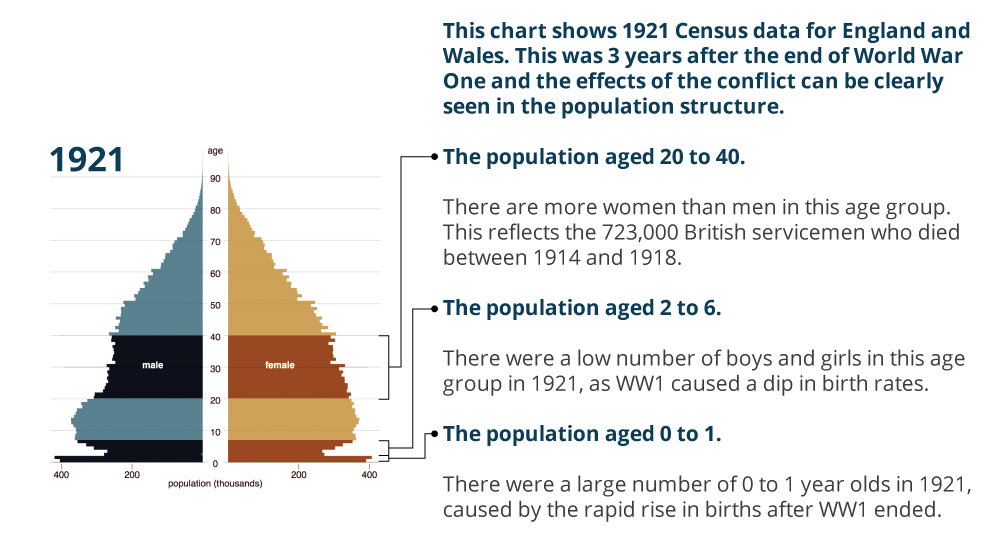 This chart shows 1921 Census data for England and
Wales. This was 3 years after the end of World War
One and the effects of the conflict can be clearly
seen in the population structure.
1921
age
90
80
70
60
50
40
30
20
10
0
male
female
400
200
0
200
400
population (thousands)
The population aged 20 to 40.
There are more women than men in this age group.
This reflects the 723,000 British servicemen who died
between 1914 and 1918.
The population aged 2 to 6.
There were a low number of boys and girls in this age
group in 1921, as WW1 caused a dip in birth rates.
The population aged 0 to 1.
There were a large number of 0 to 1 year olds in 1921,
caused by the rapid rise in births after WW1 ended.